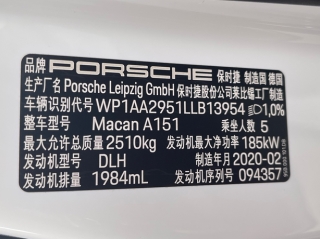 品牌 PORSCHE 保时捷 制造国 德国
生产厂名 Porsche Leipzig GmbH 保时捷股份公司莱比锡工厂制造
车辆识别代号 WP1AA2951LLB13954 1,0%
整车型号 Macan A151 乘坐人数 5
最大允许总质量 2510kg 发动机最大净功率 185kW
发动机型号 DLH 制造年月 2020-02
发动机排量 1984mL 发动机序列号 094357